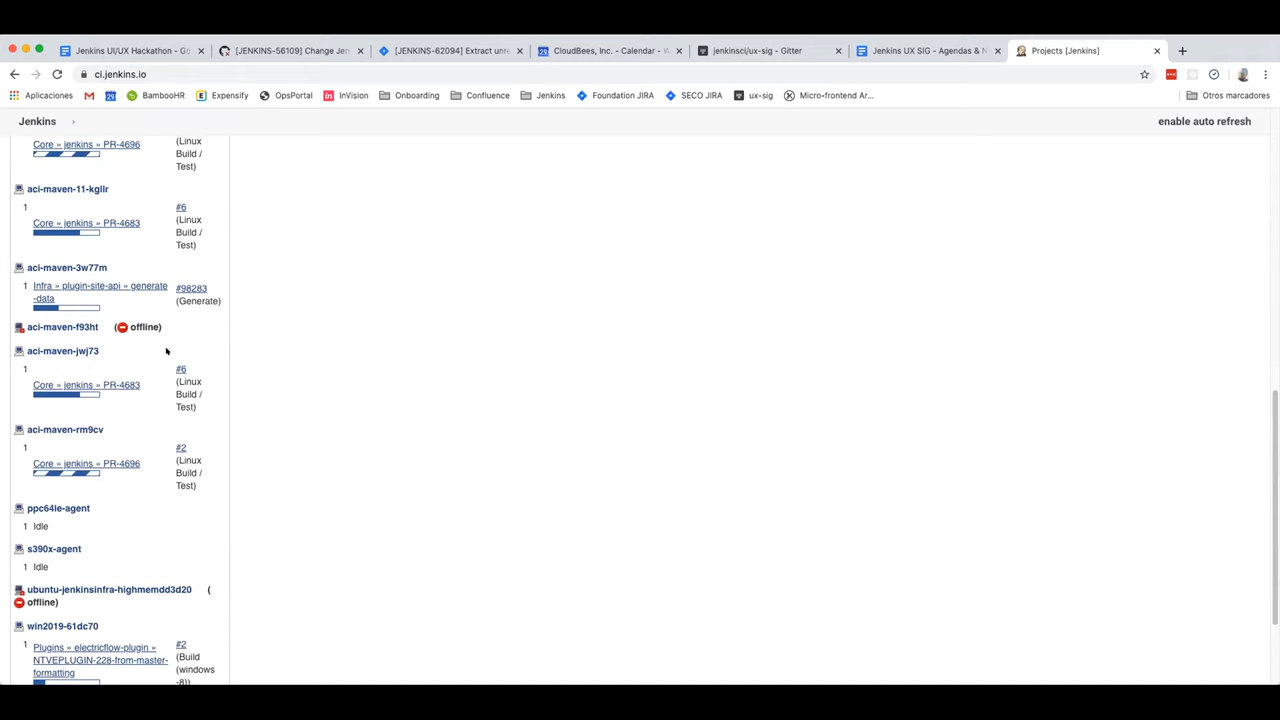 Jenkins UI/UX Hackathon - Go
[JENKINS-56109] Change Jen
[JENKINS-62094] Extract unre
CloudBees, Inc. - Calendar - W
jenkinsci/ux-sig - Gitter
Jenkins UX SIG - Agendas & N
Projects [Jenkins]
ci.jenkins.io
Aplicaciones
BambooHR
Expensify
OpsPortal
InVision
Onboarding
Confluence
Jenkins
Foundation JIRA
SECO JIRA
ux-sig
Micro-frontend Ar...
Otros marcadores
Jenkins
enable auto refresh
Core » jenkins » PR-4696
(Linux
Build /
Test)
aci-maven-11-kgllr
1
Core » jenkins » PR-4683
#6
(Linux
Build /
Test)
aci-maven-3w77m
1 Infra » plugin-site-api » generate
-data
#98283
(Generate)
aci-maven-f93ht ( offline)
aci-maven-jwj73
1
Core » jenkins » PR-4683
#6
(Linux
Build /
Test)
aci-maven-rm9cv
1
Core » jenkins » PR-4696
#2
(Linux
Build /
Test)
ppc64le-agent
1 Idle
s390x-agent
1 Idle
ubuntu-jenkinsinfra-highmemdd3d20 (
offline)
win2019-61dc70
1 Plugins » electricflow-plugin »
NTVEPLUGIN-228-from-master-
formatting
#2
(Build
(windows
-8))